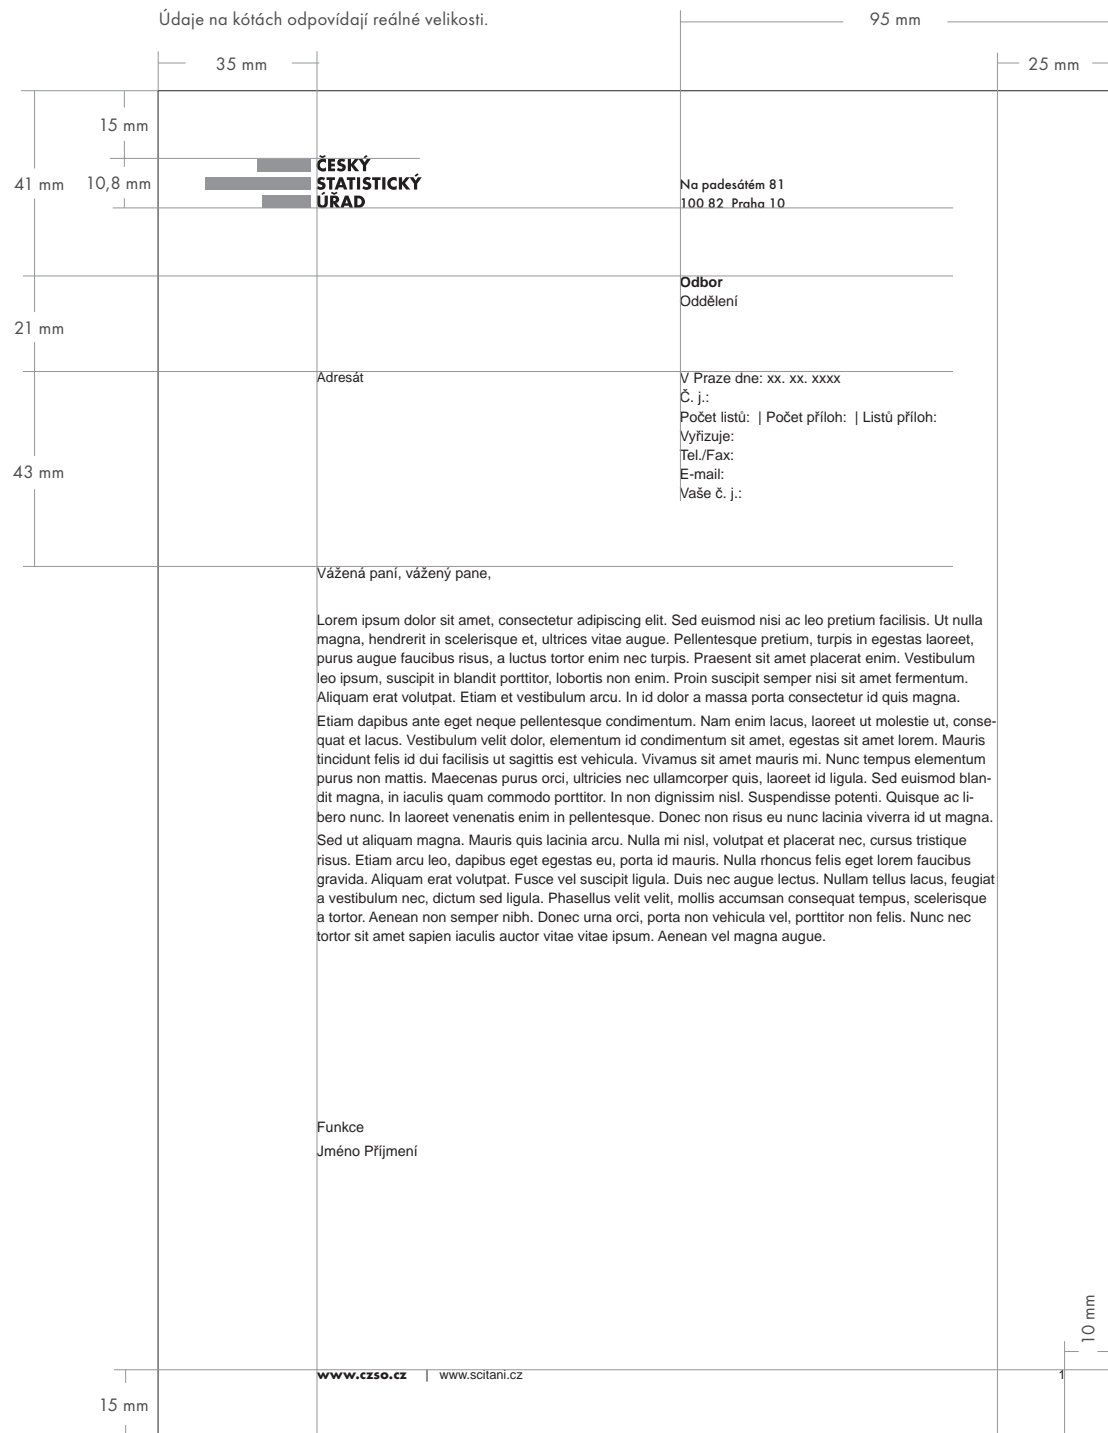 Údaje na kótách odpovídají reálné velikosti.
95 mm
35 mm
25 mm
15 mm
41 mm
10,8 mm
ČESKÝ
STATISTICKÝ
ÚŘAD
Na padesátém 81
100 82 Praha 10
Odbor
Oddělení
21 mm
Adresát
V Praze dne: xx. xx. xxxx
Č. j.:
Počet listů: | Počet příloh: | Listů příloh:
Vyřizuje:
Tel./Fax:
E-mail:
Vaše č. j.:
43 mm
Vážená paní, vážený pane,
Lorem ipsum dolor sit amet, consectetur adipiscing elit. Sed euismod nisi ac leo pretium facilisis. Ut nulla
magna, hendrerit in scelerisque et, ultrices vitae augue. Pellentesque pretium, turpis in egestas laoreet,
purus augue faucibus risus, a luctus tortor enim nec turpis. Praesent sit amet placerat enim. Vestibulum
leo ipsum, suscipit in blandit porttitor, lobortis non enim. Proin suscipit semper nisi sit amet fermentum.
Aliquam erat volutpat. Etiam et vestibulum arcu. In id dolor a massa porta consectetur id quis magna.
Etiam dapibus ante eget neque pellentesque condimentum. Nam enim lacus, laoreet ut molestie ut, conse-
quat et lacus. Vestibulum velit dolor, elementum id condimentum sit amet, egestas sit amet lorem. Mauris
tincidunt felis id dui facilisis ut sagittis est vehicula. Vivamus sit amet mauris mi. Nunc tempus elementum
purus non mattis. Maecenas purus orci, ultricies nec ullamcorper quis, laoreet id ligula. Sed euismod blan-
dit magna, in iaculis quam commodo porttitor. In non dignissim nisl. Suspendisse potenti. Quisque ac li-
bero nunc. In laoreet venenatis enim in pellentesque. Donec non risus eu nunc lacinia viverra id ut magna.
Sed ut aliquam magna. Mauris quis lacinia arcu. Nulla mi nisl, volutpat et placerat nec, cursus tristique
risus. Etiam arcu leo, dapibus eget egestas eu, porta id mauris. Nulla rhoncus felis eget lorem faucibus
gravida. Aliquam erat volutpat. Fusce vel suscipit ligula. Duis nec augue lectus. Nullam tellus lacus, feugiat
a vestibulum nec, dictum sed ligula. Phasellus velit velit, mollis accumsan consequat tempus, scelerisque
a tortor. Aenean non semper nibh. Donec urna orci, porta non vehicula vel, porttitor non felis. Nunc nec
tortor sit amet sapien iaculis auctor vitae vitae ipsum. Aenean vel magna augue.
Funkce
Jméno Příjmení
10 mm
www.czso.cz | www.scitani.cz
1
15 mm